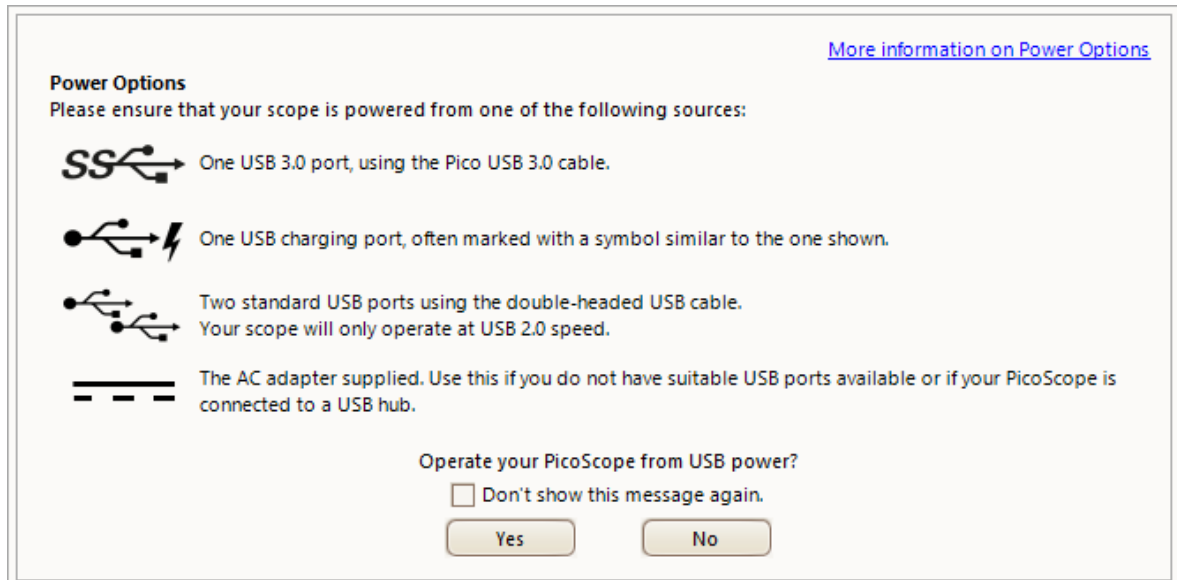 More information on Power Options
Power Options
Please ensure that your scope is powered from one of the following sources:
SS
One USB 3.0 port, using the Pico USB 3.0 cable.
One USB charging port, often marked with a symbol similar to the one shown.
Two standard USB ports using the double-headed USB cable.
Your scope will only operate at USB 2.0 speed.
The AC adapter supplied. Use this if you do not have suitable USB ports available or if your PicoScope is
connected to a USB hub.
Operate your PicoScope from USB power?
Don't show this message again.
Yes
No